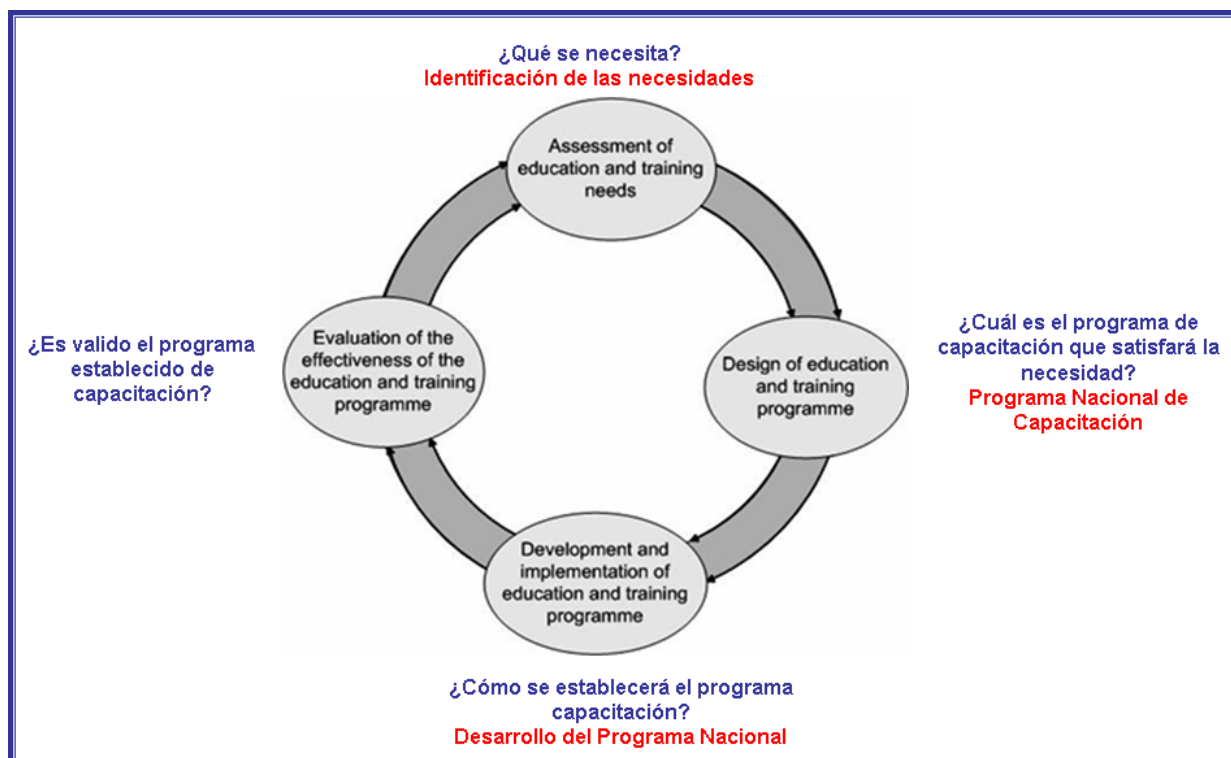 ¿Qué se necesita?
Identificación de las necesidades
Assessment of
education and training
needs
¿Cuál es el programa de
capacitación que satisfará la
necesidad?
Programa Nacional de
Capacitación
Design of education
and training
programme
Development and
implementation of
education and training
programme
¿Cómo se establecerá el programa
capacitación?
Desarrollo del Programa Nacional
Evaluation of the
effectiveness of the
education and training
programme
¿Es valido el programa
establecido de
capacitación?